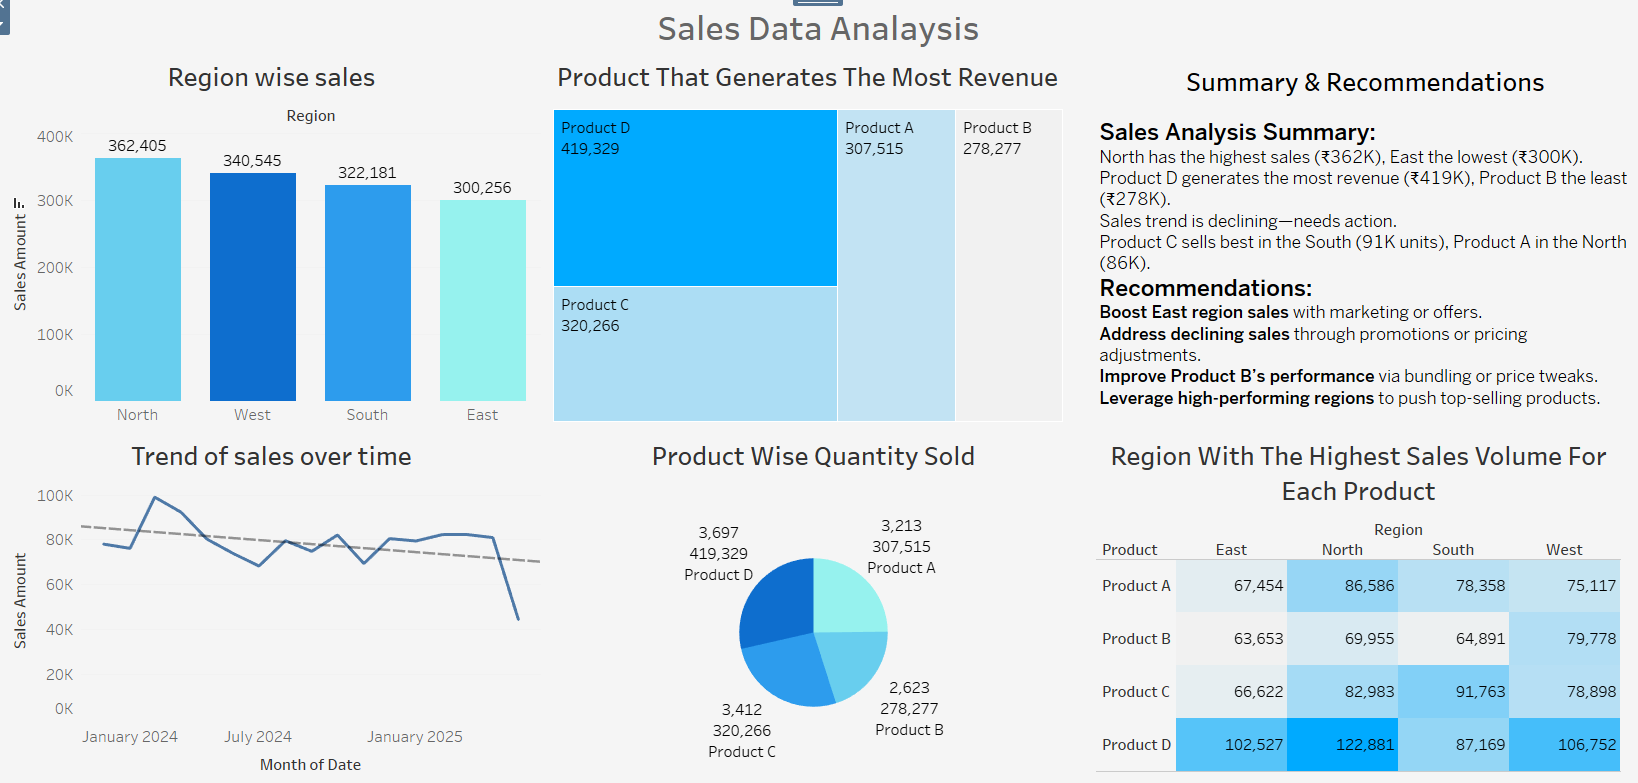 Sales Data Analaysis
Region wise sales
Region
Sales Amount
400K
300K
200K
100K
0K
362,405
340,545
322,181
300,256
North
West
South
East
Product That Generates The Most Revenue
Product D
419,329
Product C
320,266
Product A
307,515
Product B
278,277
Summary & Recommendations
Sales Analysis Summary:
North has the highest sales (₹362K), East the lowest (₹300K).
Product D generates the most revenue (₹419K), Product B the least
(₹278K).
Sales trend is declining—needs action.
Product C sells best in the South (91K units), Product A in the North
(86K).
Recommendations:
Boost East region sales with marketing or offers.
Address declining sales through promotions or pricing
adjustments.
Improve Product B’s performance via bundling or price tweaks.
Leverage high-performing regions to push top-selling products.
Trend of sales over time
Sales Amount
100K
80K
60K
40K
20K
0K
January 2024
July 2024
January 2025
Month of Date
Product Wise Quantity Sold
3,697
419,329
Product D
3,213
307,515
Product A
3,412
320,266
Product C
2,623
278,277
Product B
Region With The Highest Sales Volume For
Each Product
Region
Product East North South West
Product A 67,454 86,586 78,358 75,117
Product B 63,653 69,955 64,891 79,778
Product C 66,622 82,983 91,763 78,898
Product D 102,527 122,881 87,169 106,752